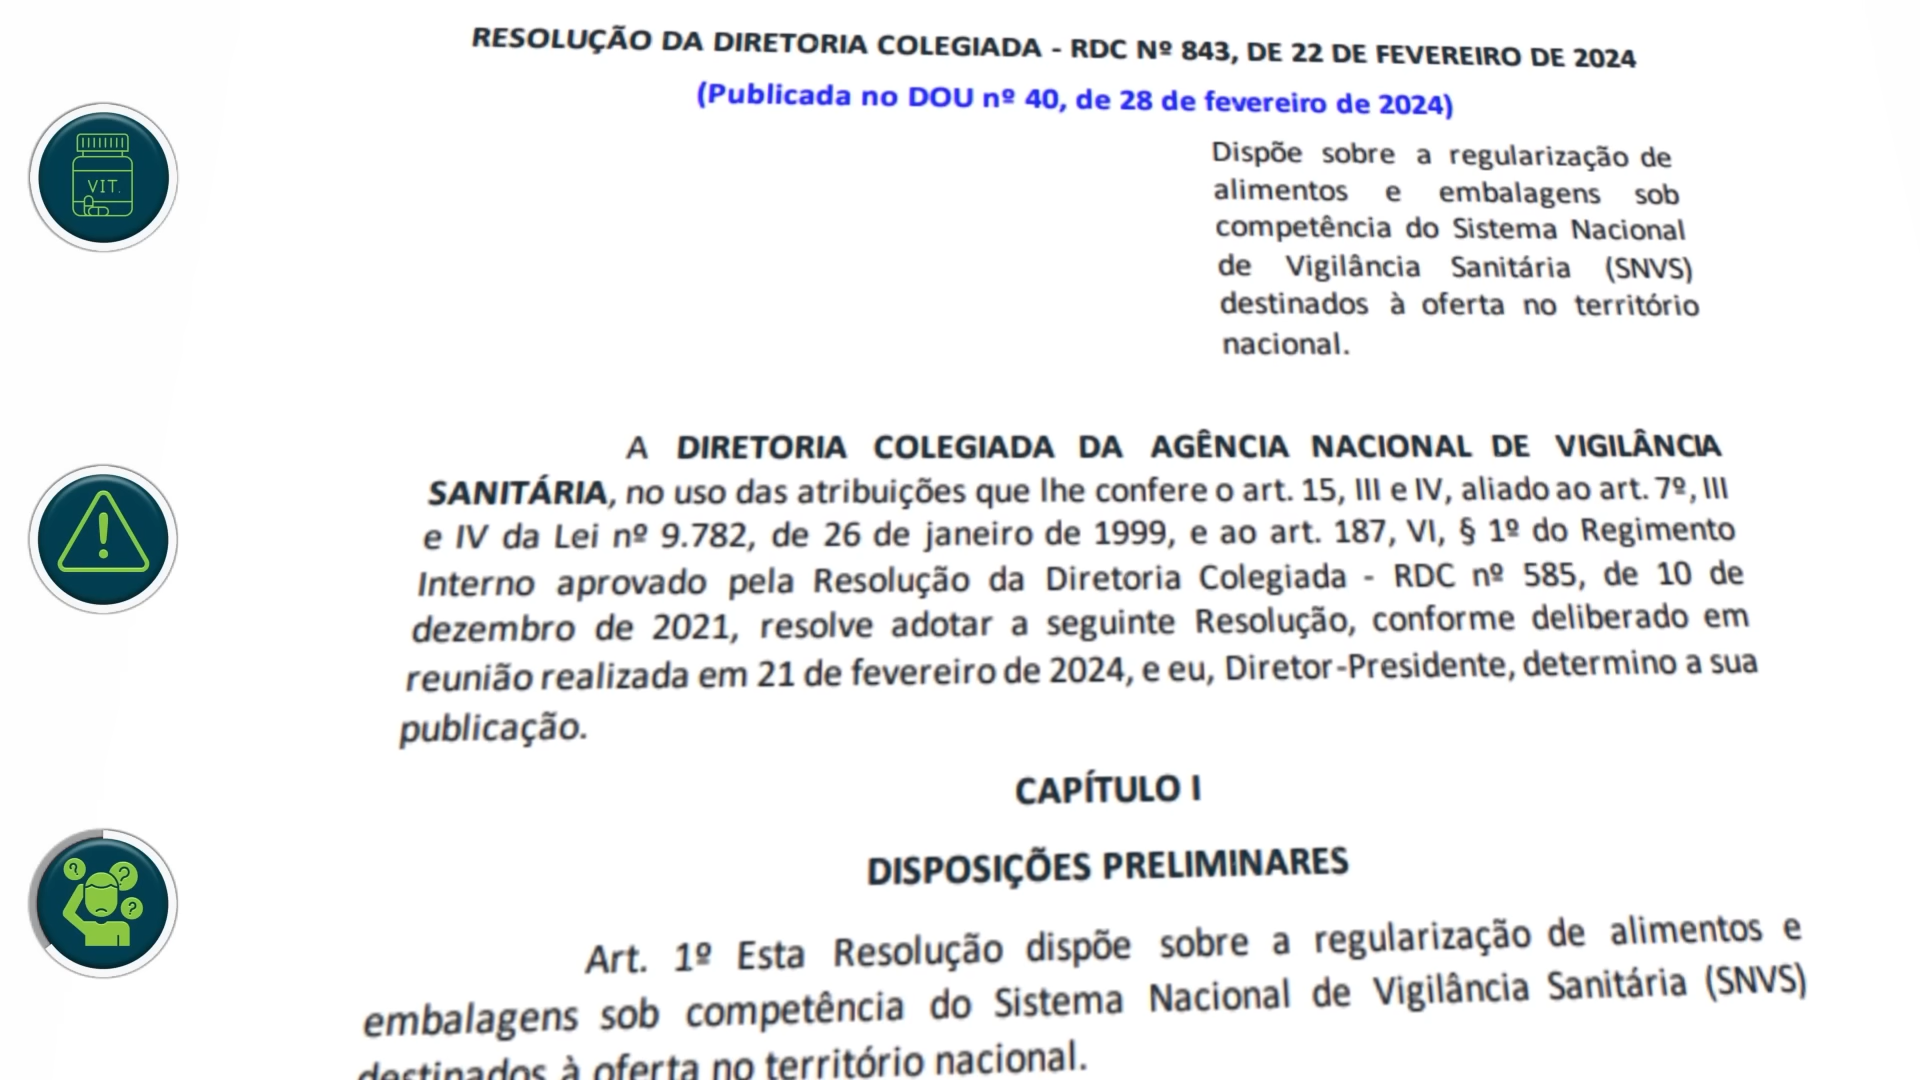 RESOLUÇÃO DA DIRETORIA COLEGIADA - RDC Nº 843, DE 22 DE FEVEREIRO DE 2024
(Publicada no DOU nº 40, de 28 de fevereiro de 2024)
Dispõe sobre a regularização de
alimentos e embalagens sob
competência do Sistema Nacional
de Vigilância Sanitária (SNVS)
destinados à oferta no território
nacional.
VIT.
A DIRETORIA COLEGIADA DA AGÊNCIA NACIONAL DE VIGILÂNCIA
SANITÁRIA, no uso das atribuições que lhe confere o art. 15, III e IV, aliado ao art. 7º, III
e IV da Lei nº 9.782, de 26 de janeiro de 1999, e ao art. 187, VI, § 1º do Regimento
Interno aprovado pela Resolução da Diretoria Colegiada - RDC nº 585, de 10 de
dezembro de 2021, resolve adotar a seguinte Resolução, conforme deliberado em
reunião realizada em 21 de fevereiro de 2024, e eu, Diretor-Presidente, determino a sua
publicação.
CAPÍTULO I
DISPOSIÇÕES PRELIMINARES
Art. 1º Esta Resolução dispõe sobre a regularização de alimentos e
embalagens sob competência do Sistema Nacional de Vigilância Sanitária (SNVS)
destinados à oferta no território nacional.